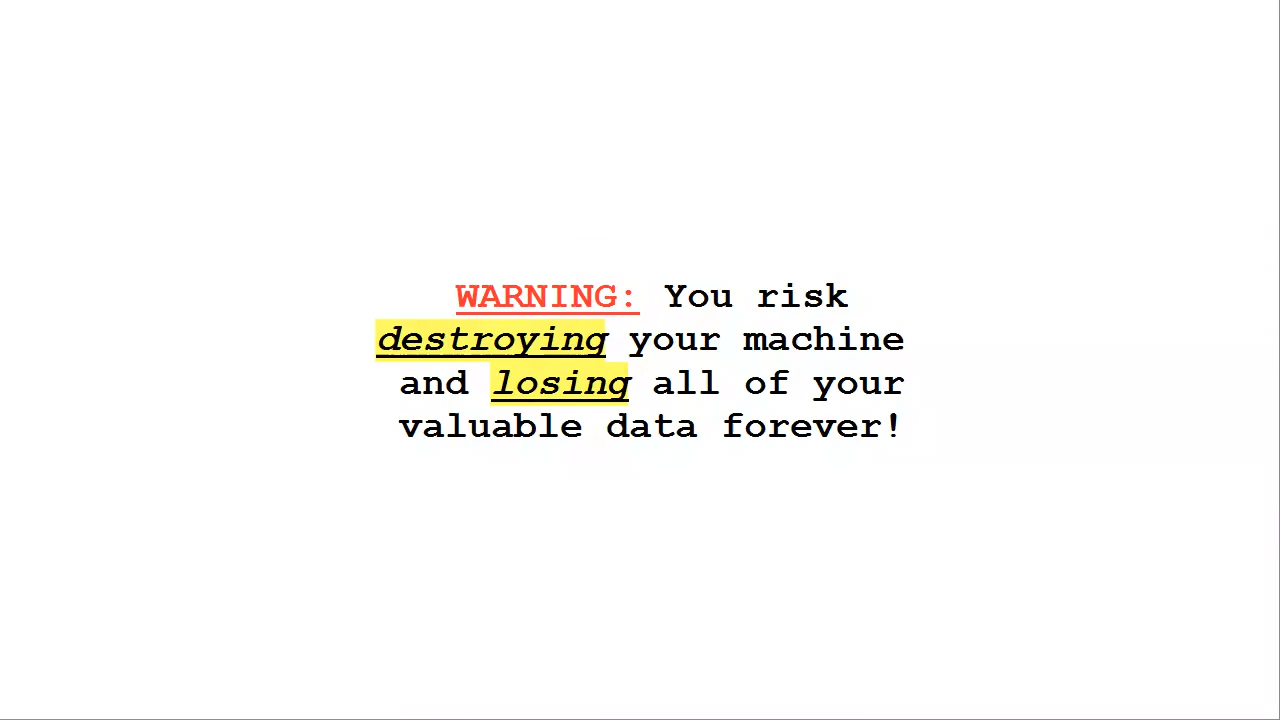 WARNING: You risk
destroying your machine
and losing all of your
valuable data forever!